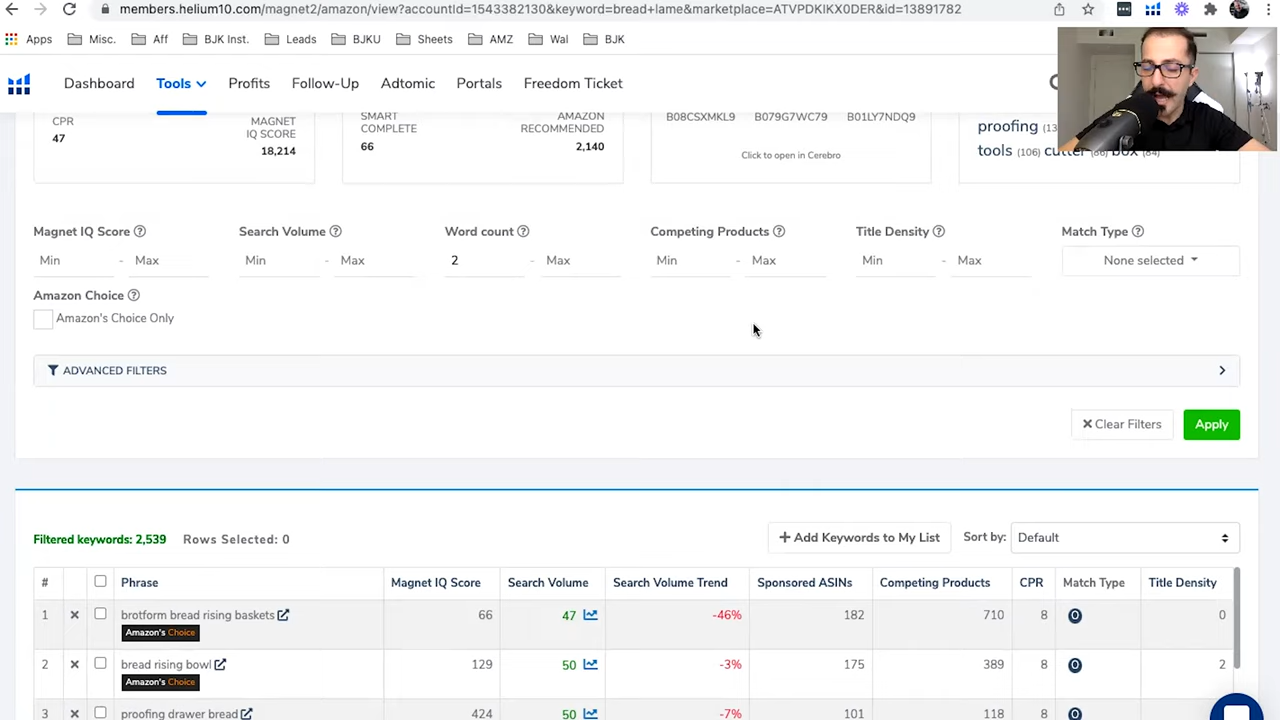 members.helium10.com/magnet2/amazon/view?accountId=1543382130&keyword=bread+lame&marketplace=ATVPDKIKX0DER&id=13891782
Apps Misc. Aff BJK Inst. Leads BJKU Sheets AMZ Wal BJK
Dashboard Tools Profits Follow-Up Adtomic Portals Freedom Ticket
CPR
47
MAGNET
IQ SCORE
18,214
SMART
COMPLETE
66
AMAZON
RECOMMENDED
2,140
B08CSXMKL9 B079G7WC79 B01LY7NDQ9
Click to open in Cerebro
proofing
tools (106) cutter (86) box (84)
Magnet IQ Score Search Volume Word count Competing Products Title Density Match Type
Min - Max Min - Max 2 - Max Min - Max Min - Max None selected
Amazon Choice
Amazon's Choice Only
ADVANCED FILTERS
Clear Filters Apply
Filtered keywords: 2,539 Rows Selected: 0 + Add Keywords to My List Sort by: Default
# Phrase Magnet IQ Score Search Volume Search Volume Trend Sponsored ASINs Competing Products CPR Match Type Title Density
1 brotform bread rising baskets 66 47 -46% 182 710 8 O 0
Amazon's Choice
2 bread rising bowl 129 50 -3% 175 389 8 O 2
Amazon's Choice
3 proofing drawer bread 424 50 -7% 101 118 8 O 0